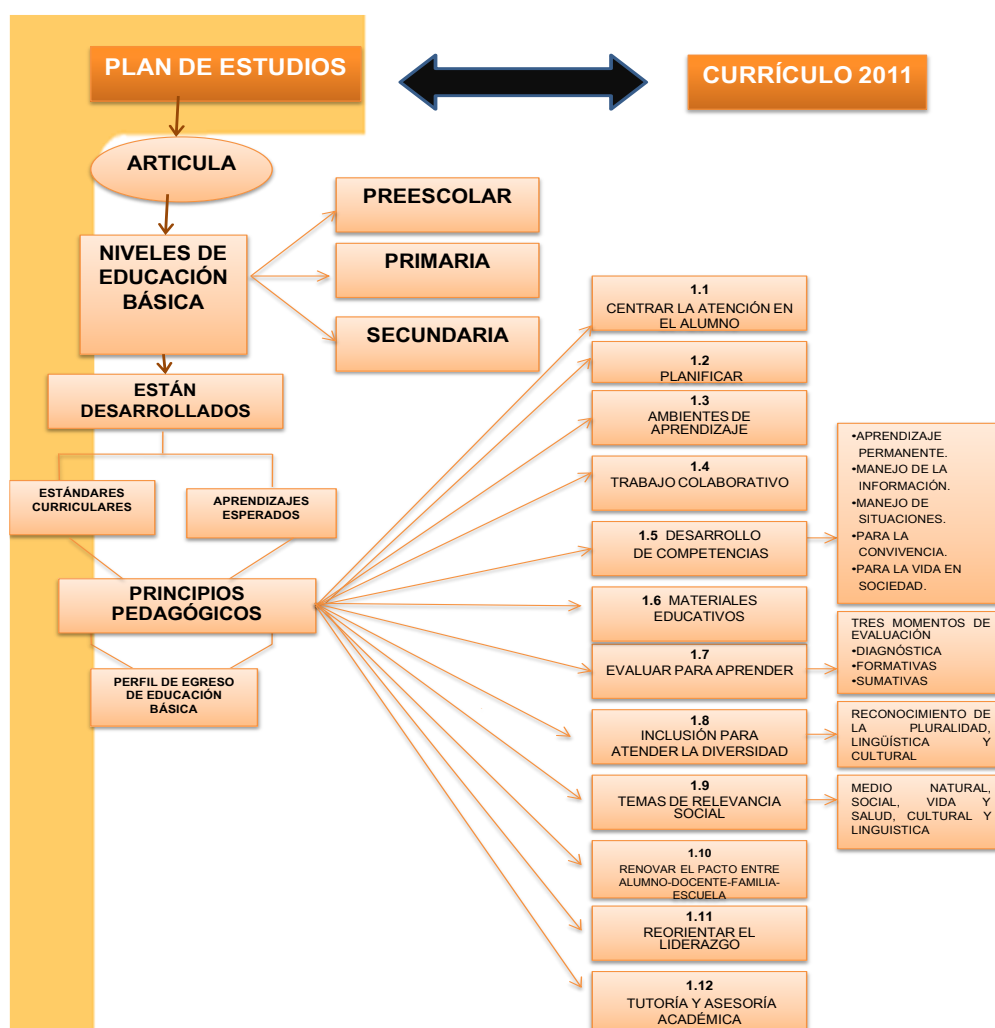 PLAN DE ESTUDIOS
CURRÍCULO 2011
ARTICULA
NIVELES DE
EDUCACIÓN
BÁSICA
PREESCOLAR
PRIMARIA
SECUNDARIA
ESTÁN
DESARROLLADOS
ESTÁNDARES
CURRICULARES
APRENDIZAJES
ESPERADOS
PRINCIPIOS
PEDAGÓGICOS
PERFIL DE EGRESO
DE EDUCACIÓN
BÁSICA
1.1
CENTRAR LA ATENCIÓN EN
EL ALUMNO
1.2
PLANIFICAR
1.3
AMBIENTES DE
APRENDIZAJE
1.4
TRABAJO COLABORATIVO
1.5 DESARROLLO
DE COMPETENCIAS
•APRENDIZAJE
PERMANENTE.
•MANEJO DE LA
INFORMACIÓN.
•MANEJO DE
SITUACIONES.
•PARA LA
CONVIVENCIA.
•PARA LA VIDA EN
SOCIEDAD.
1.6 MATERIALES
EDUCATIVOS
1.7
EVALUAR PARA APRENDER
TRES MOMENTOS DE
EVALUACIÓN
•DIAGNÓSTICA
•FORMATIVAS
•SUMATIVAS
1.8
INCLUSIÓN PARA
ATENDER LA DIVERSIDAD
RECONOCIMIENTO DE
LA PLURALIDAD,
LINGÜÍSTICA Y
CULTURAL
1.9
TEMAS DE RELEVANCIA
SOCIAL
MEDIO NATURAL,
SOCIAL, VIDA Y
SALUD, CULTURAL Y
LINGUISTICA
1.10
RENOVAR EL PACTO ENTRE
ALUMNO-DOCENTE-FAMILIA-
ESCUELA
1.11
REORIENTAR EL
LIDERAZGO
1.12
TUTORÍA Y ASESORÍA
ACADÉMICA